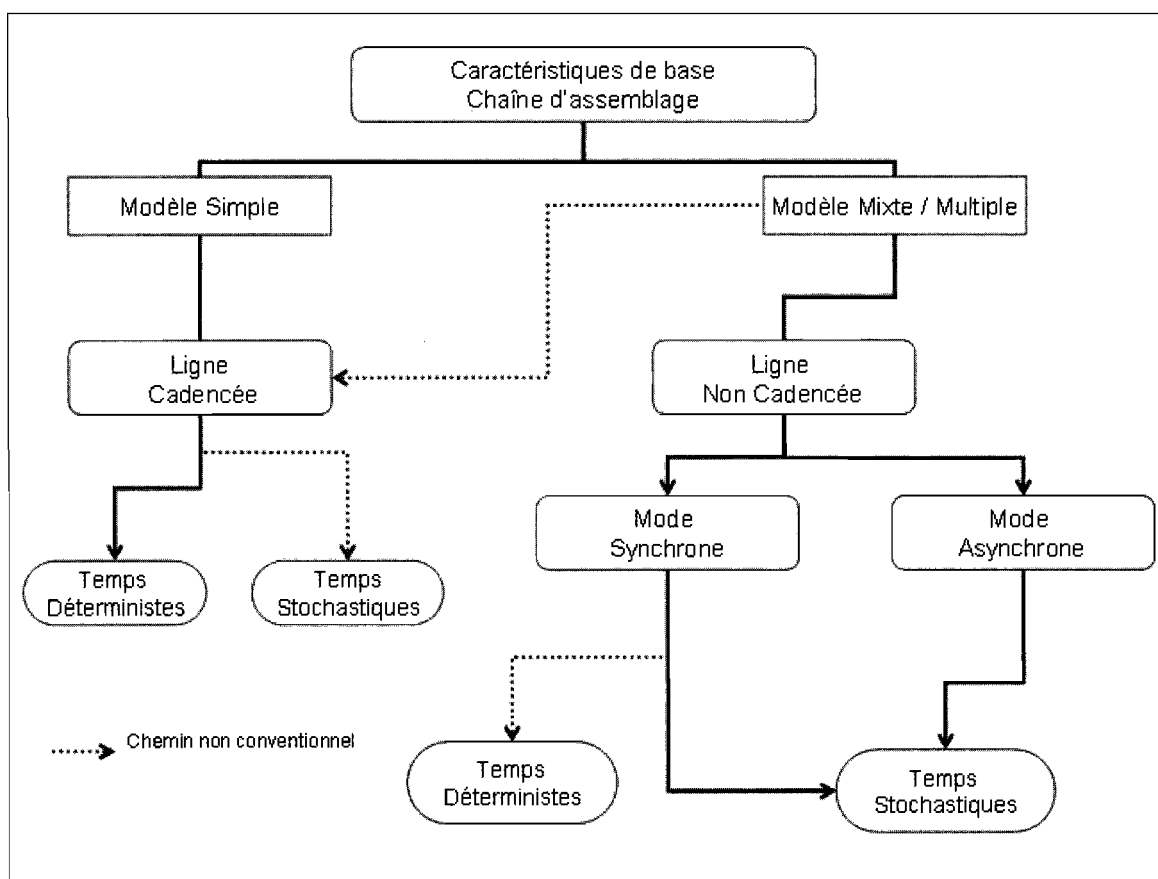 Caractéristiques de base
Chaîne d'assemblage
Modèle Simple
Modèle Mixte / Multiple
Ligne
Cadencée
Ligne
Non Cadencée
Mode
Synchrone
Mode
Asynchrone
Temps
Déterministes
Temps
Stochastiques
Chemin non conventionnel
Temps
Déterministes
Temps
Stochastiques